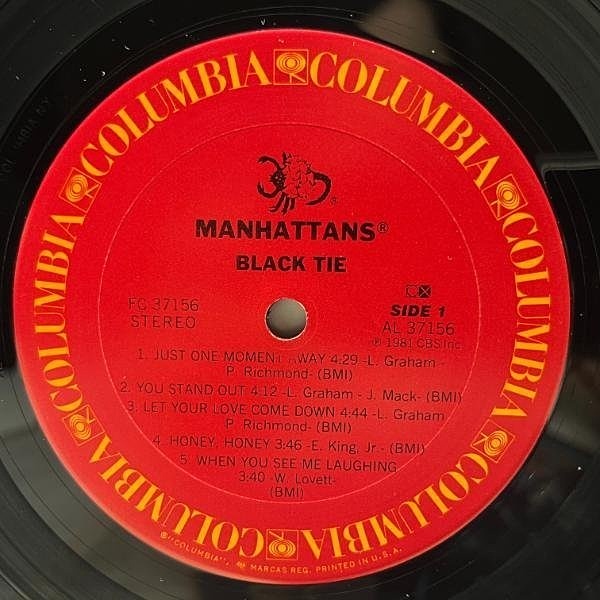 COLUMBIA COLUMBIA COLUMBIA COLUMBIA COLUMBIA COLUMBIA
MANHATTANS®
BLACK TIE
FC 37156
STEREO
SIDE 1
AL 37156
℗ 1981 CBS Inc.
1. JUST ONE MOMENT AWAY 4:29 -L. Graham -
P. Richmond- (BMI)
2. YOU STAND OUT 4:12 -L. Graham - J. Mack- (BMI)
3. LET YOUR LOVE COME DOWN 4:44 -L. Graham
P. Richmond- (BMI)
4. HONEY, HONEY 3:46 -E. King, Jr.- (BMI)
5 WHEN YOU SEE ME LAUGHING
3:40 -W. Lovett-
(BMI)
® "COLUMBIA", ® MARCAS REG. PRINTED IN U.S.A.